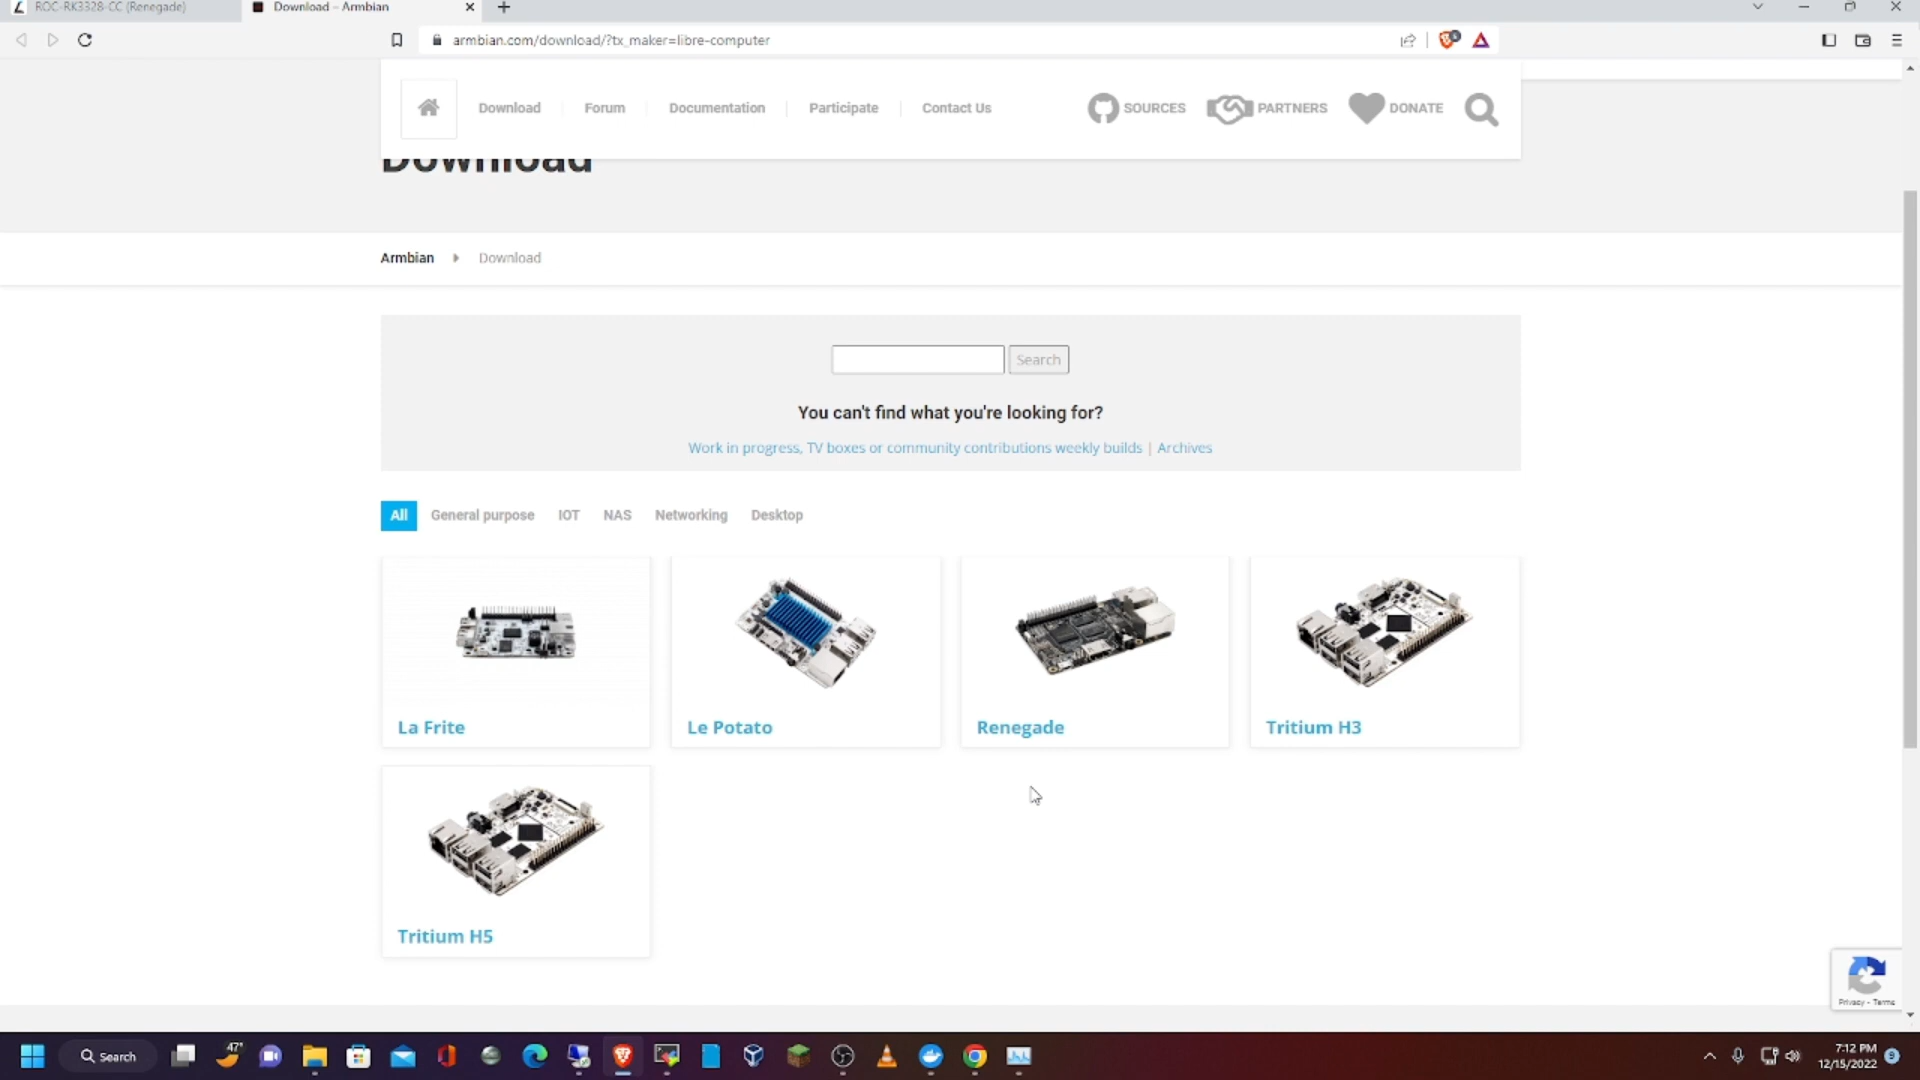 ROC-RK3328-CC (Renegade)
Download – Armbian
armbian.com/download/?tx_maker=libre-computer
Download
Forum
Documentation
Participate
Contact Us
SOURCES
PARTNERS
DONATE
Download
Armbian
Download
Search
You can't find what you're looking for?
Work in progress, TV boxes or community contributions weekly builds | Archives
All
General purpose
IOT
NAS
Networking
Desktop
La Frite
Le Potato
Renegade
Tritium H3
Tritium H5
Privacy - Terms
Search
47°
7:12 PM
12/15/2022
9